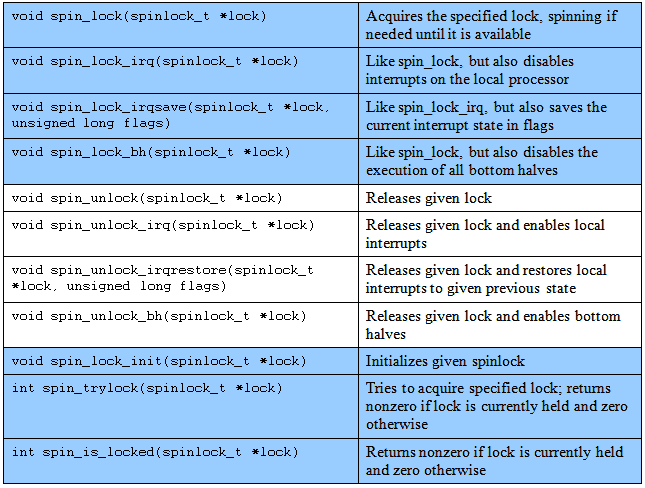 void spin_lock(spinlock_t *lock)
Acquires the specified lock, spinning if
needed until it is available
void spin_lock_irq(spinlock_t *lock)
Like spin_lock, but also disables
interrupts on the local processor
void spin_lock_irqsave(spinlock_t *lock,
unsigned long flags)
Like spin_lock_irq, but also saves the
current interrupt state in flags
void spin_lock_bh(spinlock_t *lock)
Like spin_lock, but also disables the
execution of all bottom halves
void spin_unlock(spinlock_t *lock)
Releases given lock
void spin_unlock_irq(spinlock_t *lock)
Releases given lock and enables local
interrupts
void spin_unlock_irqrestore(spinlock_t
*lock, unsigned long flags)
Releases given lock and restores local
interrupts to given previous state
void spin_unlock_bh(spinlock_t *lock)
Releases given lock and enables bottom
halves
void spin_lock_init(spinlock_t *lock)
Initializes given spinlock
int spin_trylock(spinlock_t *lock)
Tries to acquire specified lock; returns
nonzero if lock is currently held and zero
otherwise
int spin_is_locked(spinlock_t *lock)
Returns nonzero if lock is currently held
and zero otherwise